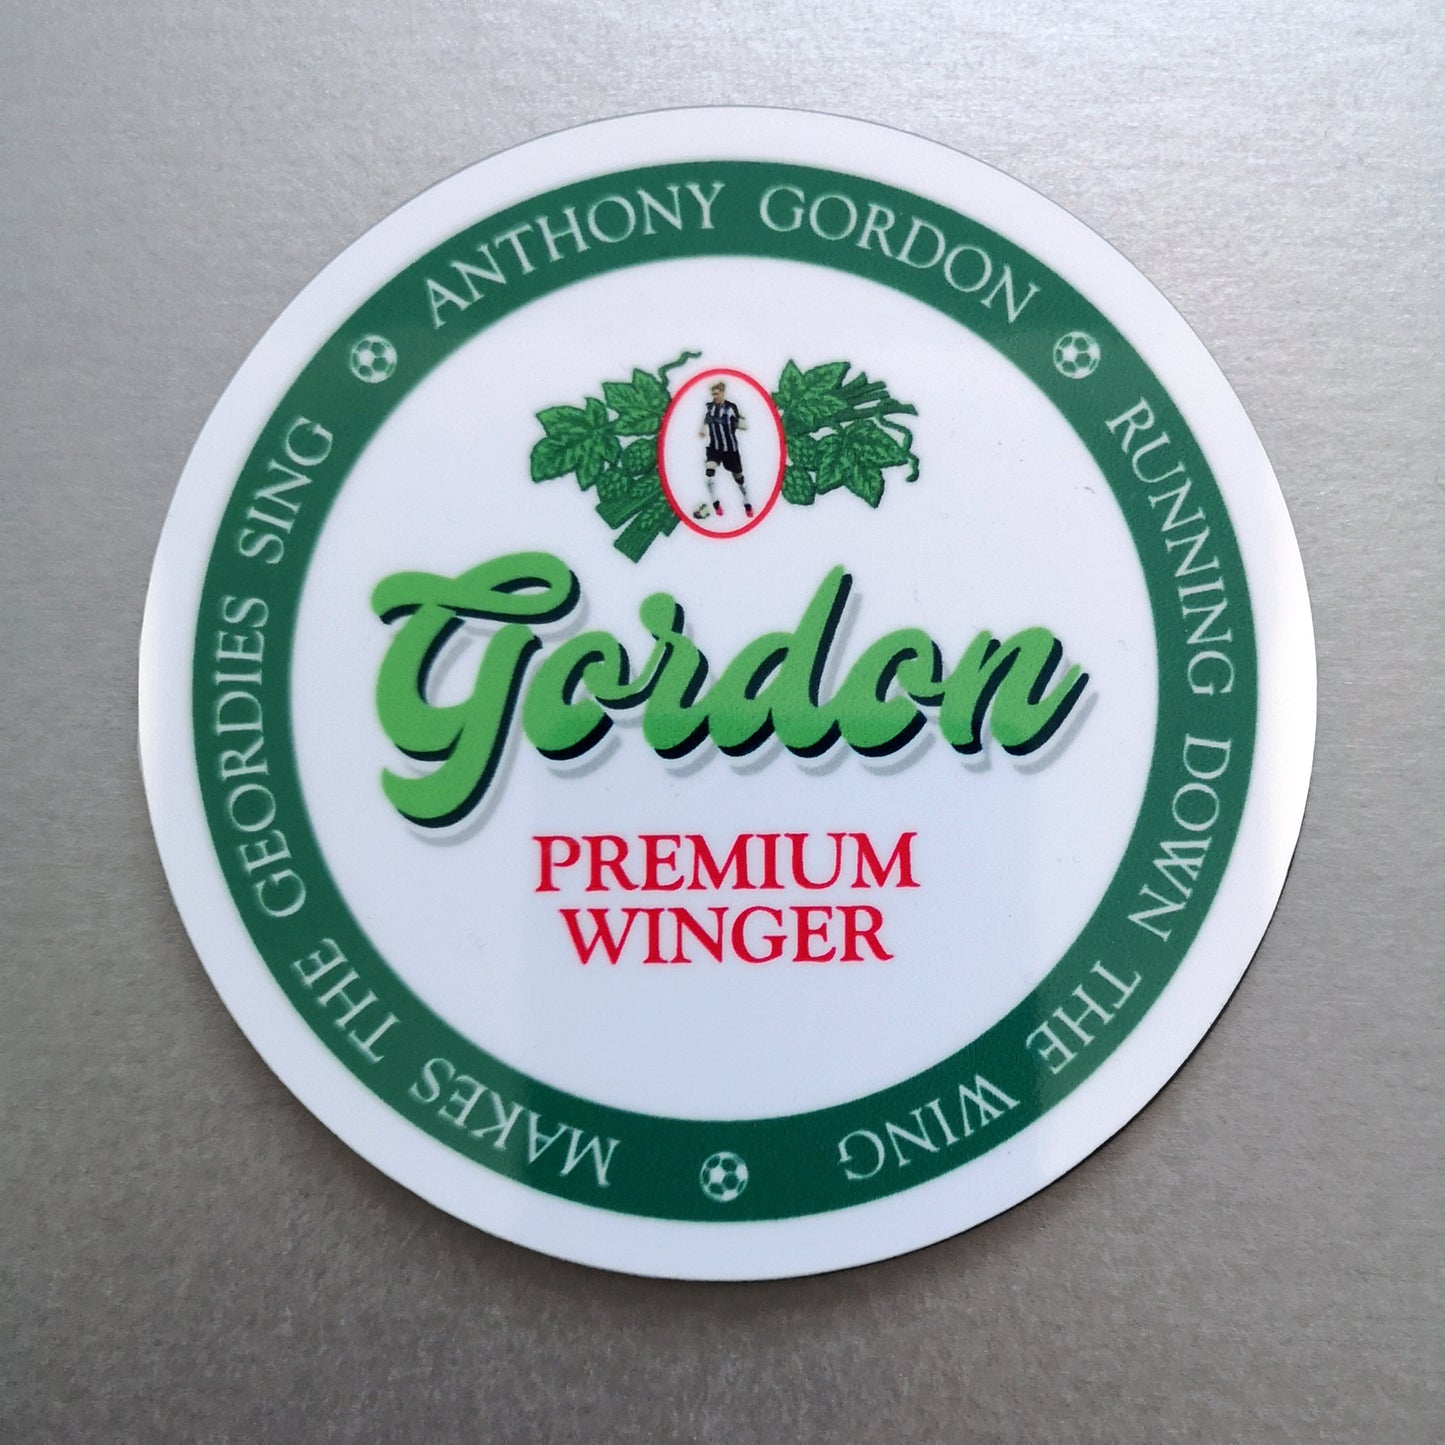 ANTHONY GORDON
RUNNING DOWN THE WING
MAKES THE GEORDIES SING
Gordon
PREMIUM
WINGER